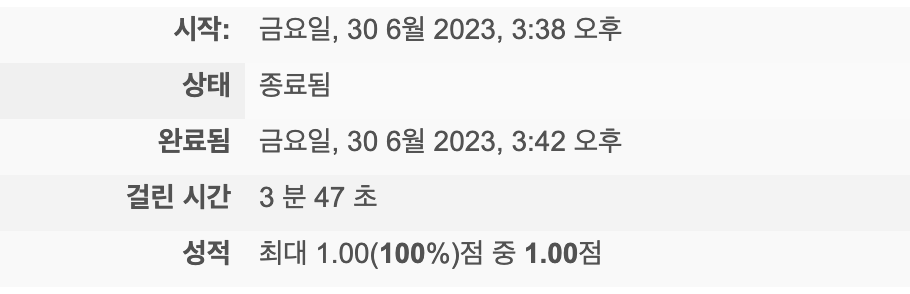 시작: 금요일, 30 6월 2023, 3:38 오후
상태 종료됨
완료됨 금요일, 30 6월 2023, 3:42 오후
걸린 시간 3 분 47 초
성적 최대 1.00(100%)점 중 1.00점